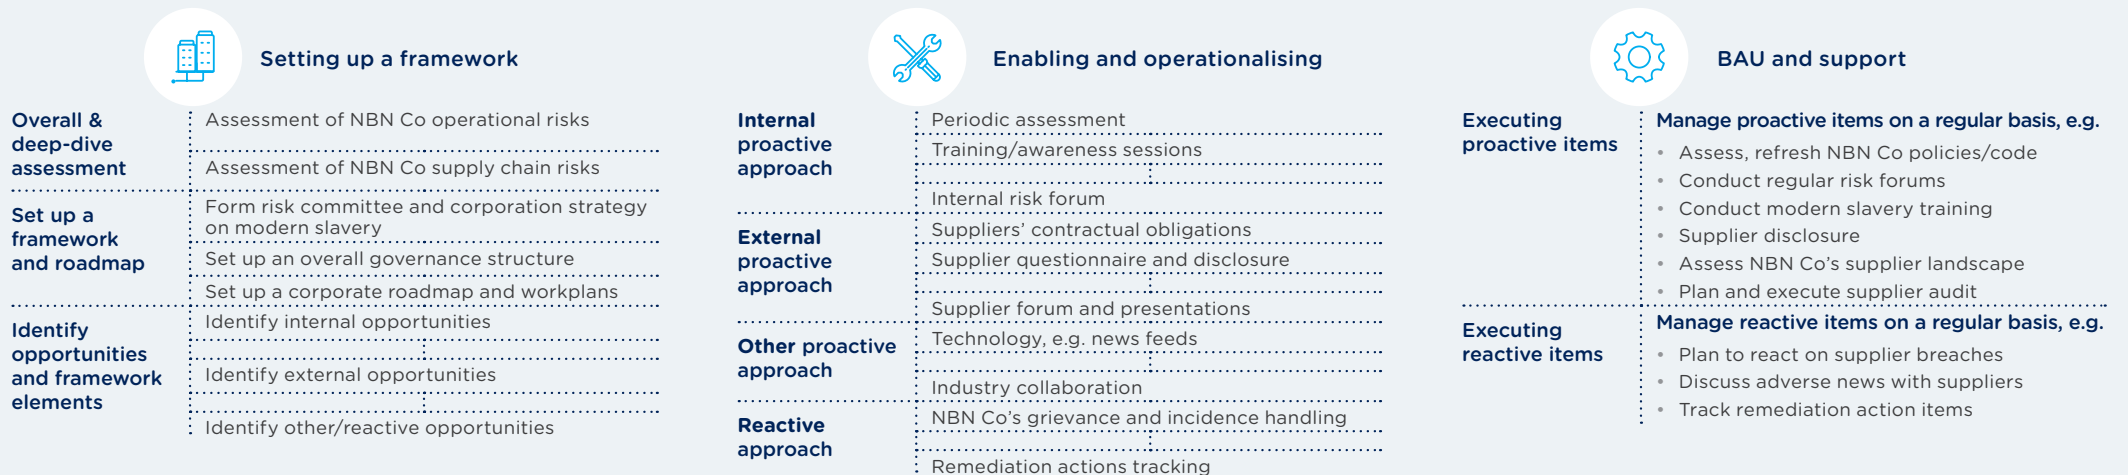 Setting up a framework
Overall &
deep-dive
assessment
Assessment of NBN Co operational risks
Assessment of NBN Co supply chain risks
Set up a
framework
and roadmap
Form risk committee and corporation strategy
on modern slavery
Set up an overall governance structure
Set up a corporate roadmap and workplans
Identify
opportunities
and framework
elements
Identify internal opportunities
Identify external opportunities
Identify other/reactive opportunities
Enabling and operationalising
Internal
proactive
approach
Periodic assessment
Training/awareness sessions
Internal risk forum
External
proactive
approach
Suppliers' contractual obligations
Supplier questionnaire and disclosure
Supplier forum and presentations
Other proactive
approach
Technology, e.g. news feeds
Industry collaboration
Reactive
approach
NBN Co's grievance and incidence handling
Remediation actions tracking
BAU and support
Executing
proactive items
Manage proactive items on a regular basis, e.g.
• Assess, refresh NBN Co policies/code
• Conduct regular risk forums
• Conduct modern slavery training
• Supplier disclosure
• Assess NBN Co's supplier landscape
• Plan and execute supplier audit
Executing
reactive items
Manage reactive items on a regular basis, e.g.
• Plan to react on supplier breaches
• Discuss adverse news with suppliers
• Track remediation action items